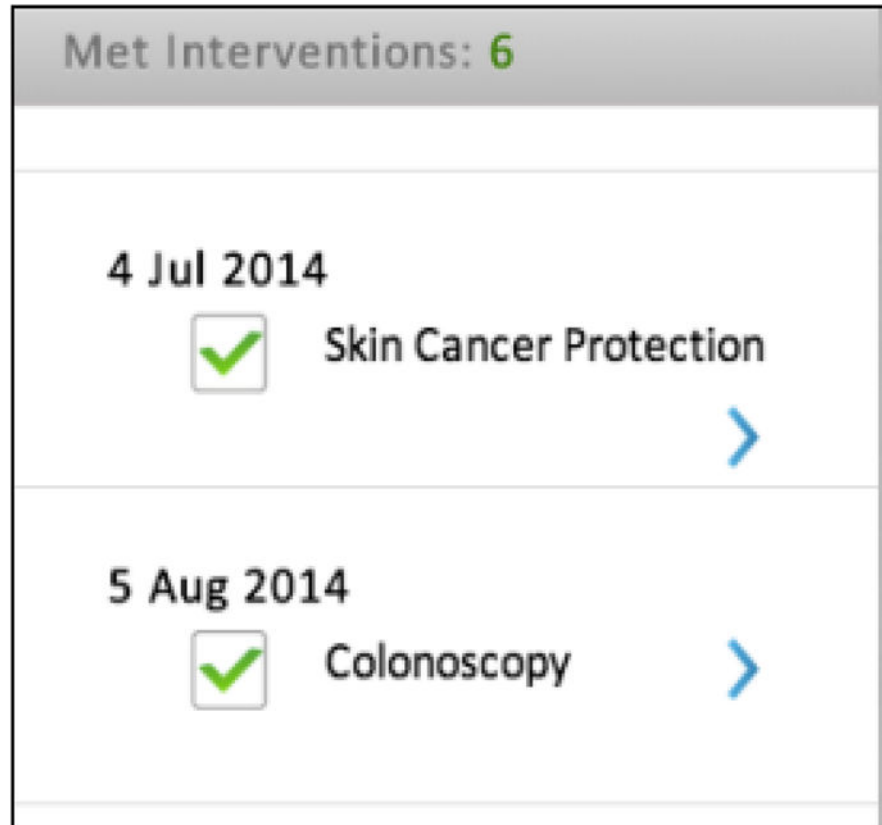 Met Interventions: 6
4 Jul 2014
Skin Cancer Protection
5 Aug 2014
Colonoscopy